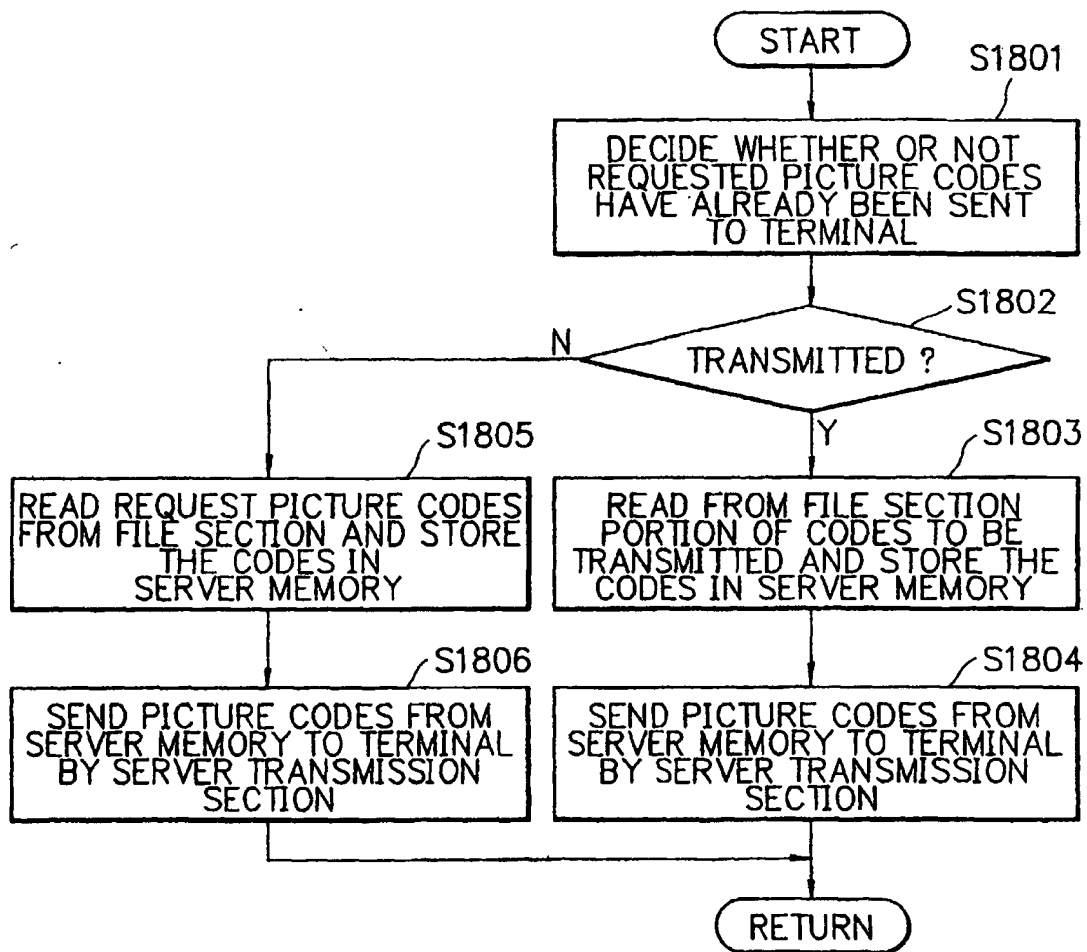 START
S1801
DECIDE WHETHER OR NOT
REQUESTED PICTURE CODES
HAVE ALREADY BEEN SENT
TO TERMINAL
S1802
TRANSMITTED ?
N
Y
S1805
READ REQUEST PICTURE CODES
FROM FILE SECTION AND STORE
THE CODES IN
SERVER MEMORY
S1803
READ FROM FILE SECTION
PORTION OF CODES TO BE
TRANSMITTED AND STORE THE
CODES IN SERVER MEMORY
S1806
SEND PICTURE CODES FROM
SERVER MEMORY TO TERMINAL
BY SERVER TRANSMISSION
SECTION
S1804
SEND PICTURE CODES FROM
SERVER MEMORY TO TERMINAL
BY SERVER TRANSMISSION
SECTION
RETURN